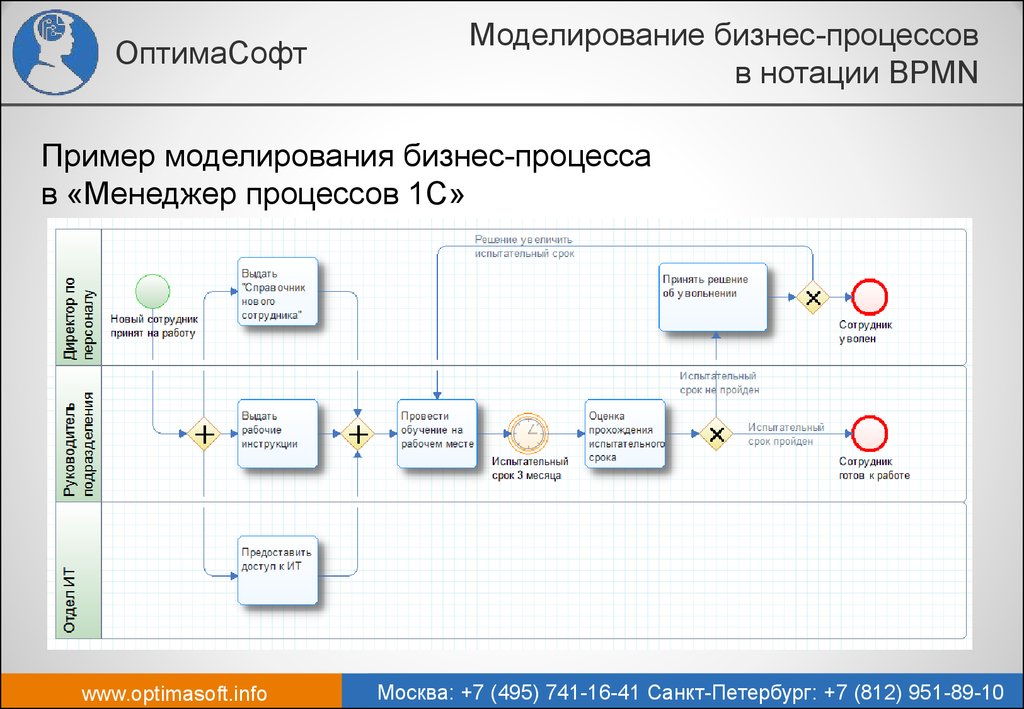 ОптимаСофт
Моделирование бизнес-процессов
в нотации BPMN
Пример моделирования бизнес-процесса
в «Менеджер процессов 1С»
Директор по
персоналу
Новый сотрудник
принят на работу
Выдать
"Справочник
нового
сотрудника"
Решение увеличить
испытательный срок
Принять решение
об увольнении
Сотрудник
уволен
Руководитель
подразделения
Выдать
рабочие
инструкции
Провести
обучение на
рабочем месте
Испытательный
срок 3 месяца
Оценка
прохождения
испытательного
срока
Испытательный
срок не пройден
Испытательный
срок пройден
Сотрудник
готов к работе
Отдел ИТ
Предоставить
доступ к ИТ
www.optimasoft.info
Москва: +7 (495) 741-16-41 Санкт-Петербург: +7 (812) 951-89-10